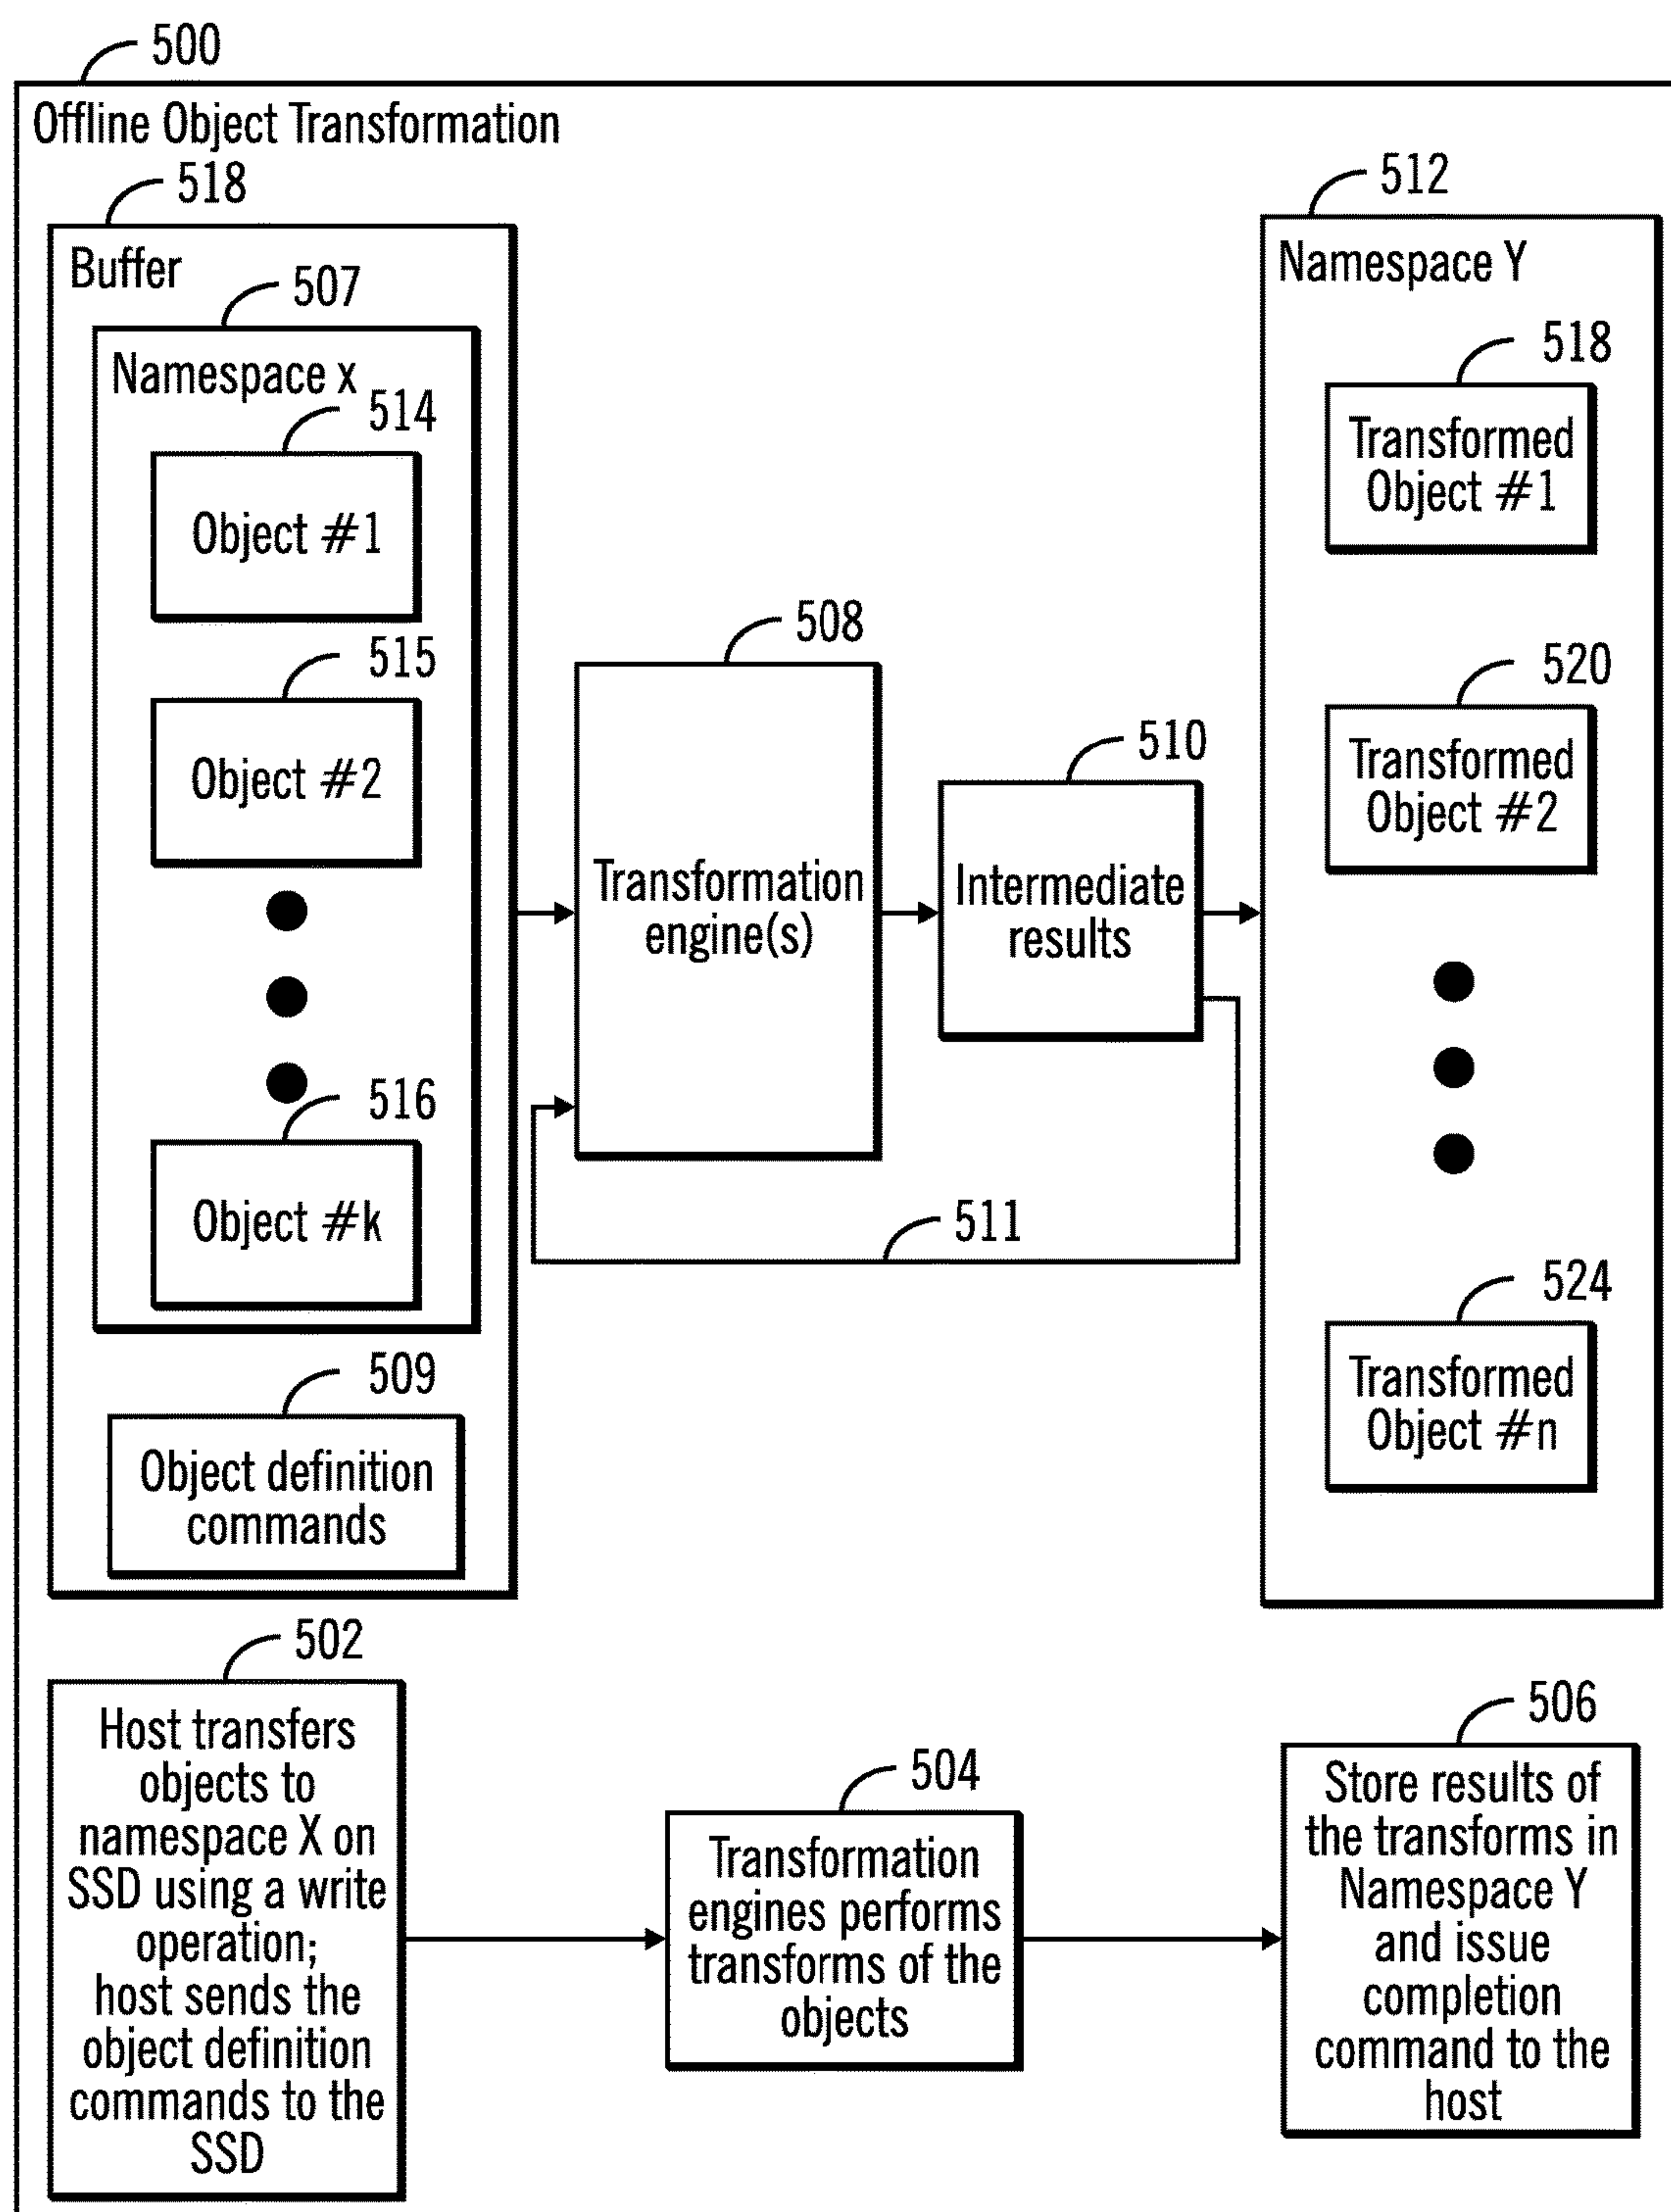 500
Offline Object Transformation
518
Buffer
507
Namespace x
514
Object #1
515
Object #2
516
Object #k
509
Object definition
commands
508
Transformation
engine(s)
510
Intermediate
results
511
512
Namespace Y
518
Transformed
Object #1
520
Transformed
Object #2
524
Transformed
Object #n
502
Host transfers
objects to
namespace X on
SSD using a write
operation;
host sends the
object definition
commands to the
SSD
504
Transformation
engines performs
transforms of the
objects
506
Store results of
the transforms in
Namespace Y
and issue
completion
command to the
host